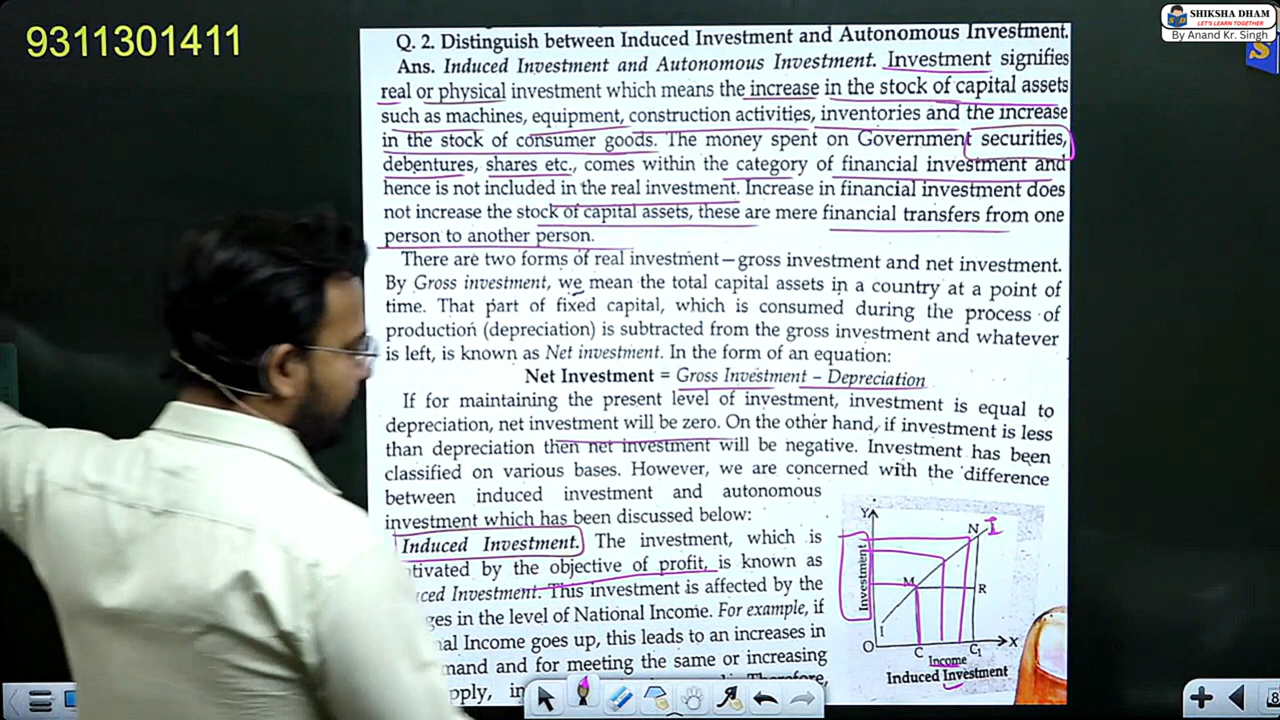 9311301411
SHIKSHA DHAM
LET'S LEARN TOGETHER
By Anand Kr. Singh
Q. 2. Distinguish between Induced Investment and Autonomous Investment.
Ans. Induced Investment and Autonomous Investment. Investment signifies
real or physical investment which means the increase in the stock of capital assets
such as machines, equipment, construction activities, inventories and the increase
in the stock of consumer goods. The money spent on Government securities,
debentures, shares etc., comes within the category of financial investment and
hence is not included in the real investment. Increase in financial investment does
not increase the stock of capital assets, these are mere financial transfers from one
person to another person.
There are two forms of real investment—gross investment and net investment.
By Gross investment, we mean the total capital assets in a country at a point of
time. That part of fixed capital, which is consumed during the process of
production (depreciation) is subtracted from the gross investment and whatever
is left, is known as Net investment. In the form of an equation:
Net Investment = Gross Investment – Depreciation
If for maintaining the present level of investment, investment is equal to
depreciation, net investment will be zero. On the other hand, if investment is less
than depreciation then net investment will be negative. Investment has been
classified on various bases. However, we are concerned with the difference
between induced investment and autonomous
investment which has been discussed below:
Induced Investment. The investment, which is
tivated by the objective of profit, is known as
ced Investment. This investment is affected by the
ges in the level of National Income. For example, if
nal Income goes up, this leads to an increases in
mand and for meeting the same or increasing
pply, in
Y
N I
Investment
M
R
I
O C C₁ X
Income
Induced Investment